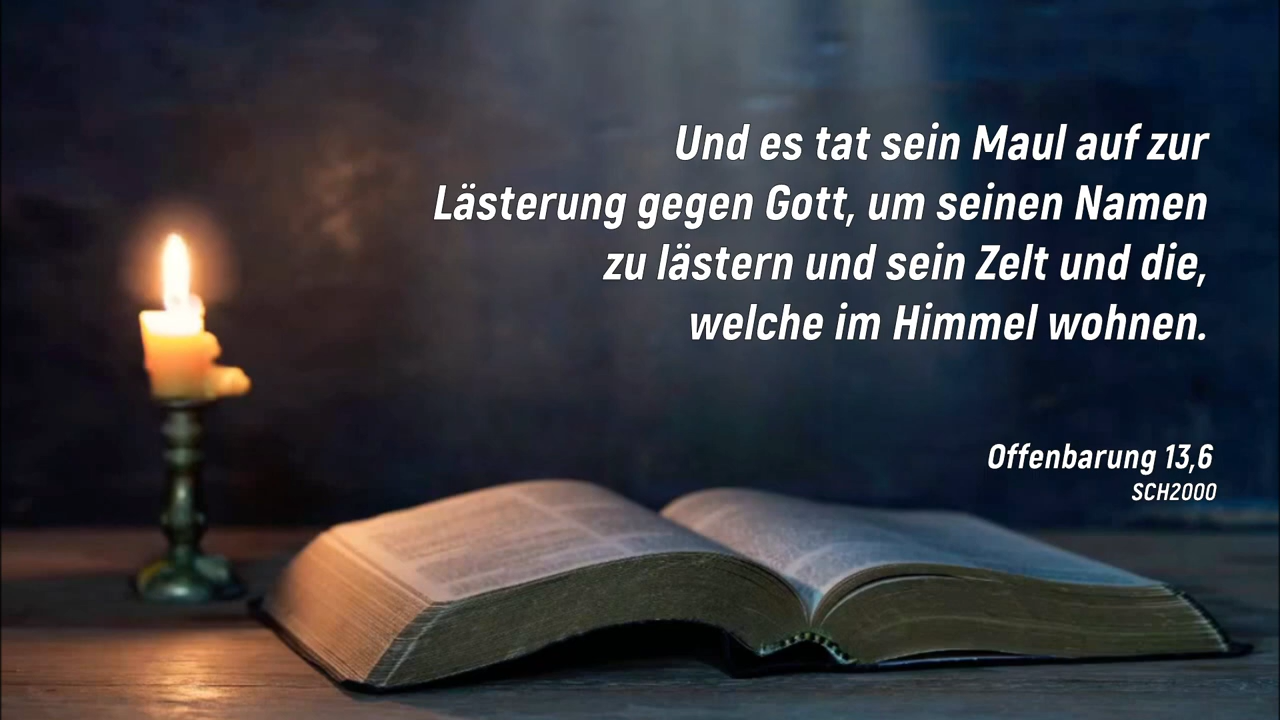 Und es tat sein Maul auf zur
Lästerung gegen Gott, um seinen Namen
zu lästern und sein Zelt und die,
welche im Himmel wohnen.
Offenbarung 13,6
SCH2000